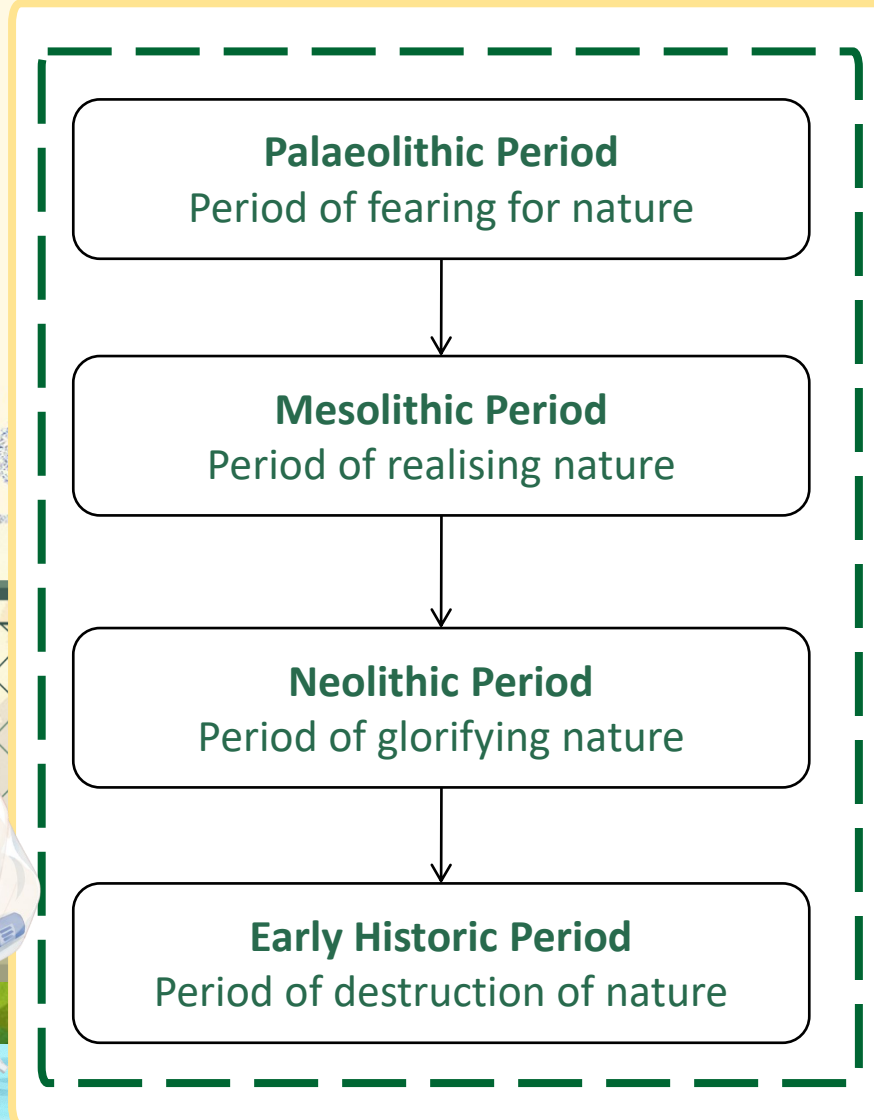 Palaeolithic Period
Period of fearing for nature
Mesolithic Period
Period of realising nature
Neolithic Period
Period of glorifying nature
Early Historic Period
Period of destruction of nature